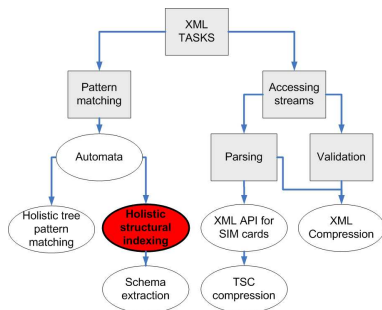 XML
TASKS
Pattern
matching
Accessing
streams
Automata
Parsing
Validation
Holistic tree
pattern
matching
Holistic
structural
indexing
XML API for
SIM cards
XML
Compression
Schema
extraction
TSC
compression